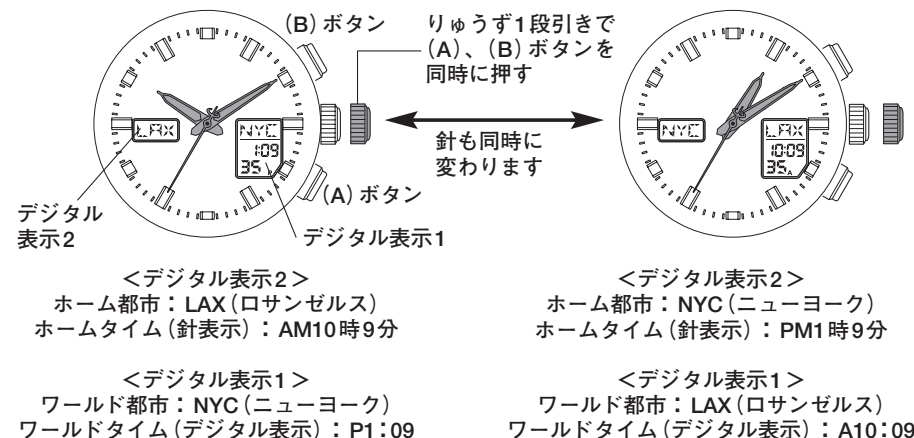 (B)ボタン
りゅうず1段引きで
(A)、(B)ボタンを
同時に押す
LAX
NYC
1:09
35
P
針も同時に
変わります
NYC
LAX
10:09
35
A
(A)ボタン
デジタル
表示2
デジタル表示1
<デジタル表示2>
ホーム都市：LAX(ロサンゼルス)
ホームタイム(針表示)：AM10時9分
<デジタル表示1>
ワールド都市：NYC(ニューヨーク)
ワールドタイム(デジタル表示)：P1：09
<デジタル表示2>
ホーム都市：NYC(ニューヨーク)
ホームタイム(針表示)：PM1時9分
<デジタル表示1>
ワールド都市：LAX(ロサンゼルス)
ワールドタイム(デジタル表示)：A10：09